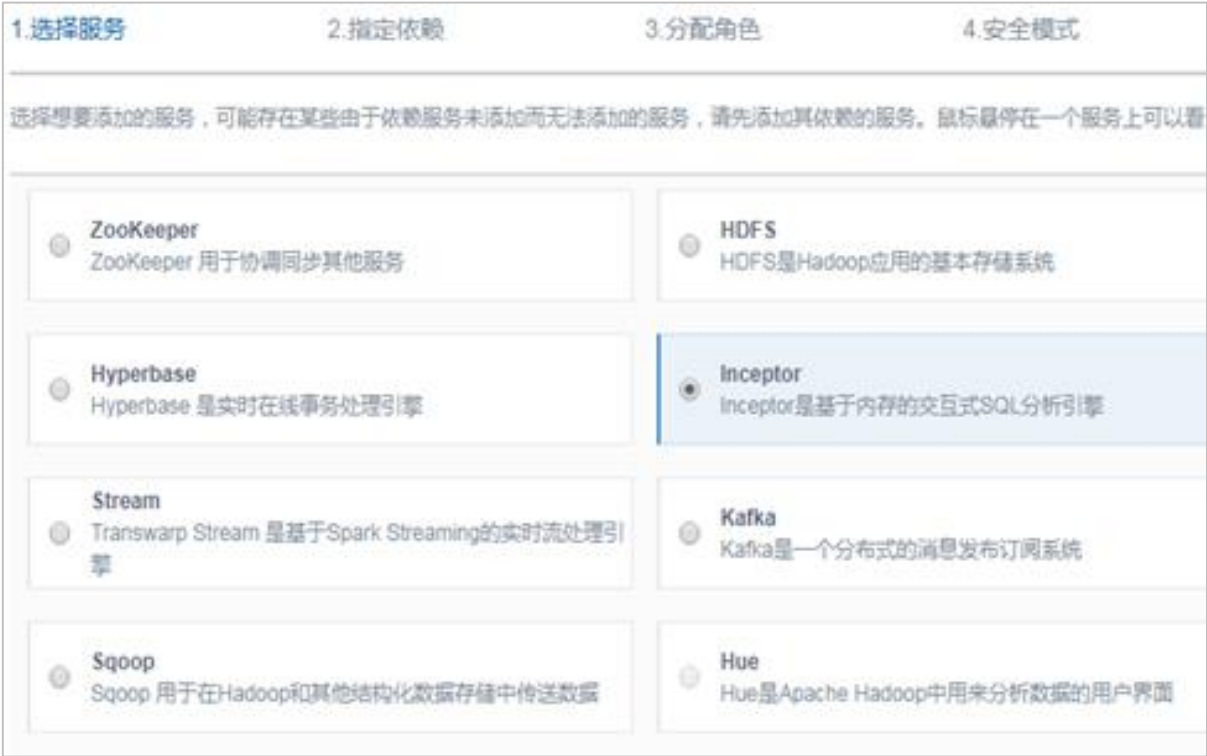 1.选择服务 2.指定依赖 3.分配角色 4.安全模式
选择想要添加的服务，可能存在某些由于依赖服务未添加而无法添加的服务，请先添加其依赖的服务。鼠标悬停在一个服务上可以看
ZooKeeper
ZooKeeper 用于协调同步其他服务
HDFS
HDFS是Hadoop应用的基本存储系统
Hyperbase
Hyperbase 是实时在线事务处理引擎
Inceptor
Inceptor是基于内存的交互式SQL分析引擎
Stream
Transwarp Stream 是基于Spark Streaming的实时流处理引
擎
Kafka
Kafka是一个分布式的消息发布订阅系统
Sqoop
Sqoop 用于在Hadoop和其他结构化数据存储中传送数据
Hue
Hue是Apache Hadoop中用来分析数据的用户界面